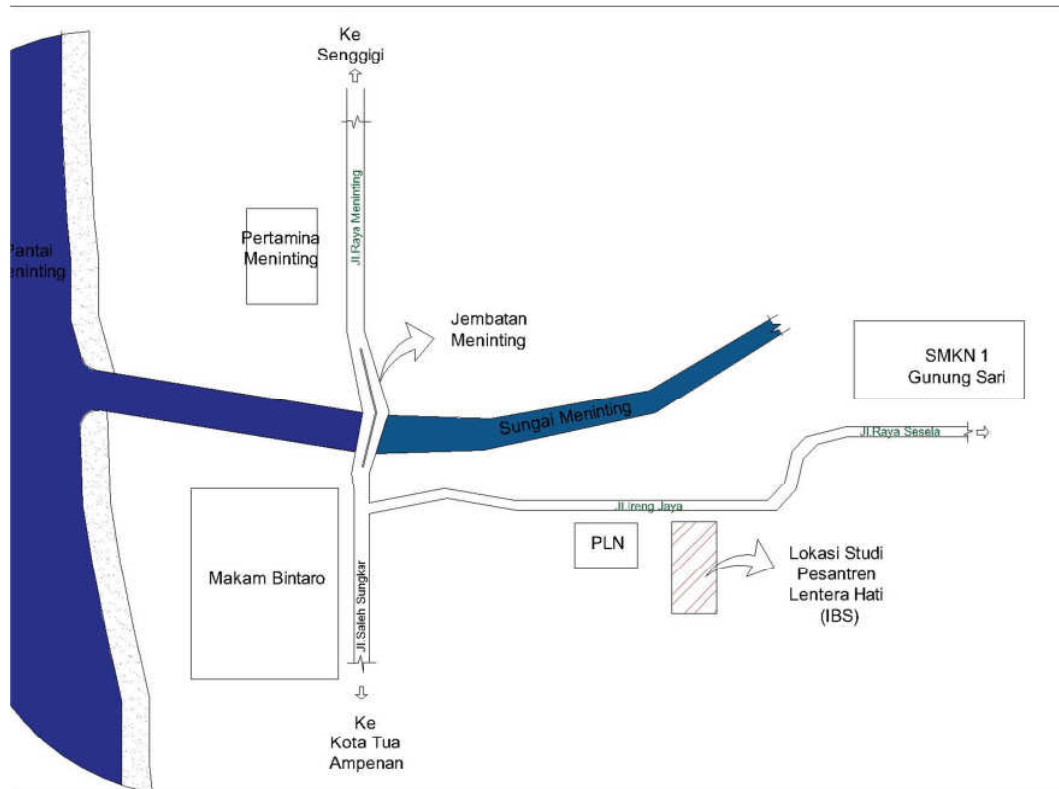 Ke
Senggigi
Jl.Raya Meninting
Pertamina
Meninting
Pantai
Meninting
Jembatan
Meninting
SMKN 1
Gunung Sari
Sungai Meninting
Jl.Raya Sesela
Jl.Ireng Jaya
PLN
Makam Bintaro
Jl.Saleh Sungkar
Lokasi Studi
Pesantren
Lentera Hati
(IBS)
Ke
Kota Tua
Ampenan